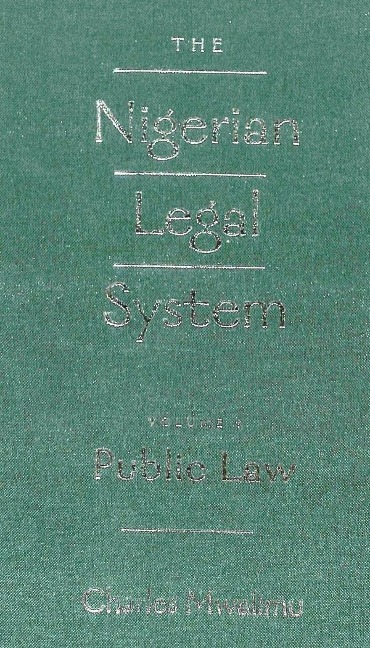 THE
Nigerian
Legal
System
VOLUME
Public Law
Charles Mwalimu